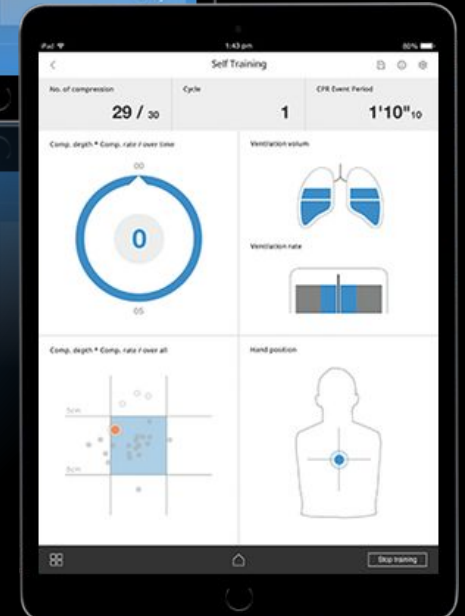 iPad
1:43 pm
80%
Self Training
No. of compression
Cycle
CPR Event Period
29 / 30
1
1'10"10
Comp. depth * Comp. rate / over time
Ventilation volum
00
0
05
Ventilation rate
Comp. depth * Comp. rate / over all
Hand position
5cm
6cm
Stop training